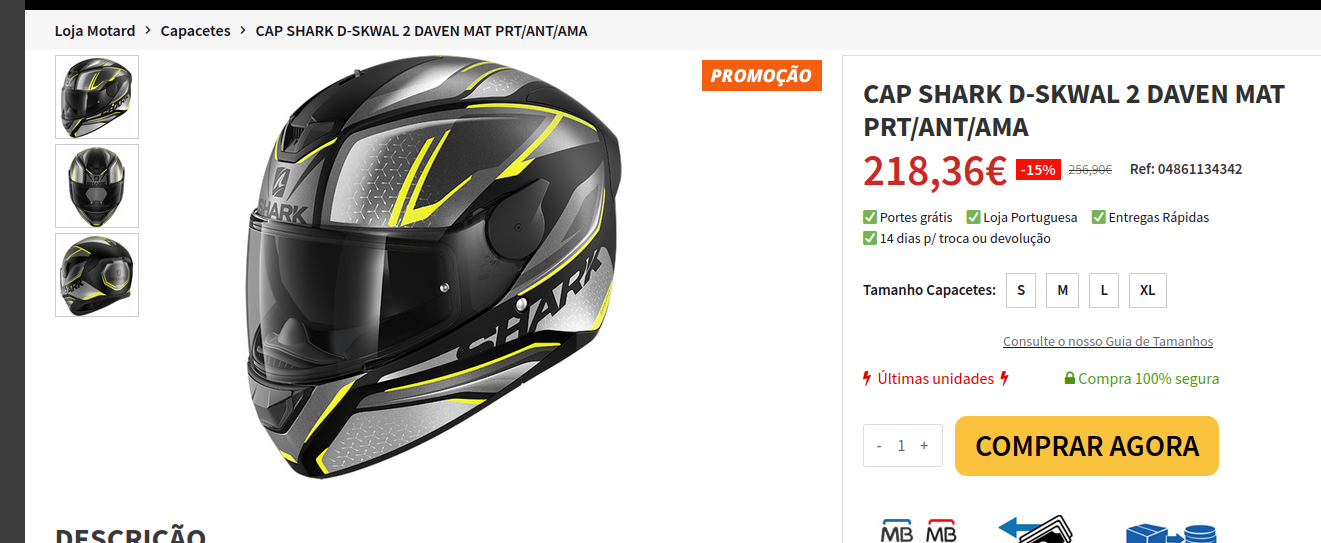 Loja Motard > Capacetes > CAP SHARK D-SKWAL 2 DAVEN MAT PRT/ANT/AMA
PROMOÇÃO
SHARK
SHARK
CAP SHARK D-SKWAL 2 DAVEN MAT
PRT/ANT/AMA
218,36€ -15% 256,90€ Ref: 04861134342
✅ Portes grátis ✅ Loja Portuguesa ✅ Entregas Rápidas
✅ 14 dias p/ troca ou devolução
Tamanho Capacetes: S M L XL
Consulte o nosso Guia de Tamanhos
Últimas unidades Compra 100% segura
- 1 + COMPRAR AGORA
DESCRIÇÃO
MB MB